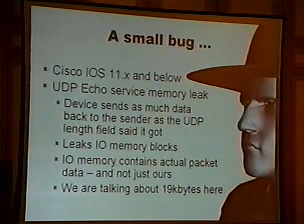 A small bug ...
Cisco IOS 11.x and below
UDP Echo service memory leak
Device sends as much data
back to the sender as the UDP
length field said it got
Leaks IO memory blocks
IO memory contains actual packet
data – and not just ours
We are talking about 19kbytes here